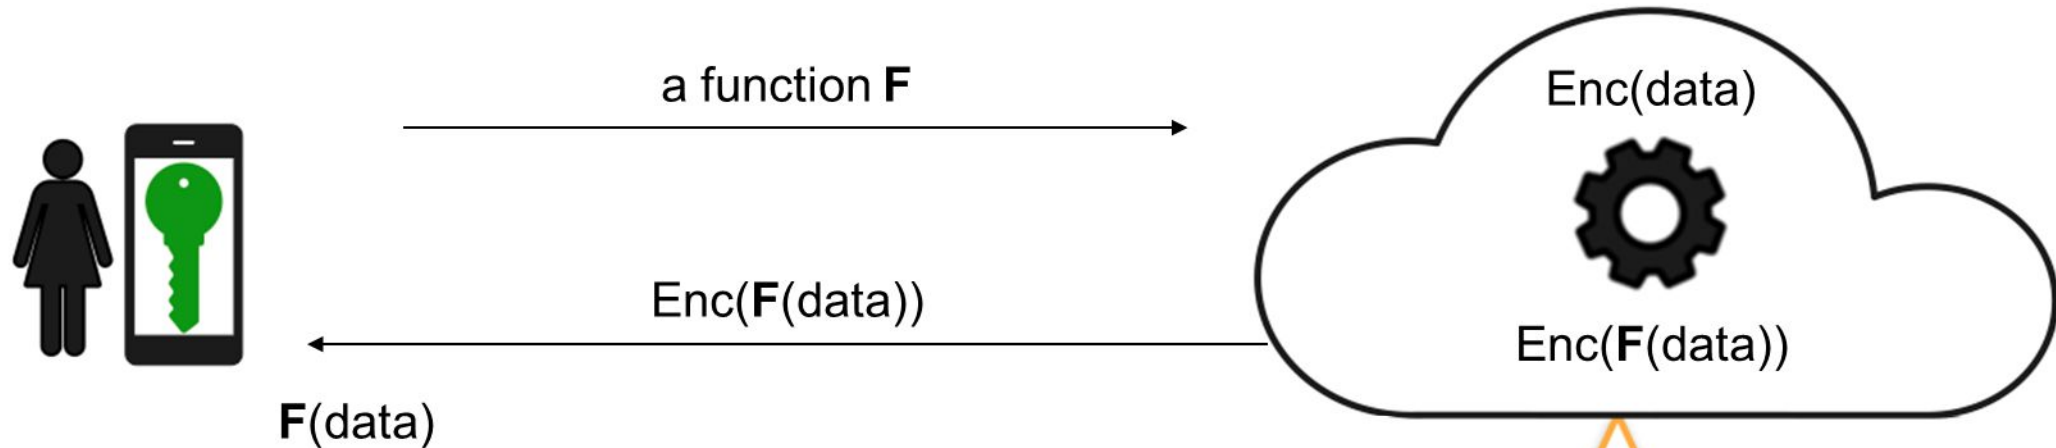 a function F
Enc(data)
Enc(F(data))
Enc(F(data))
F(data)